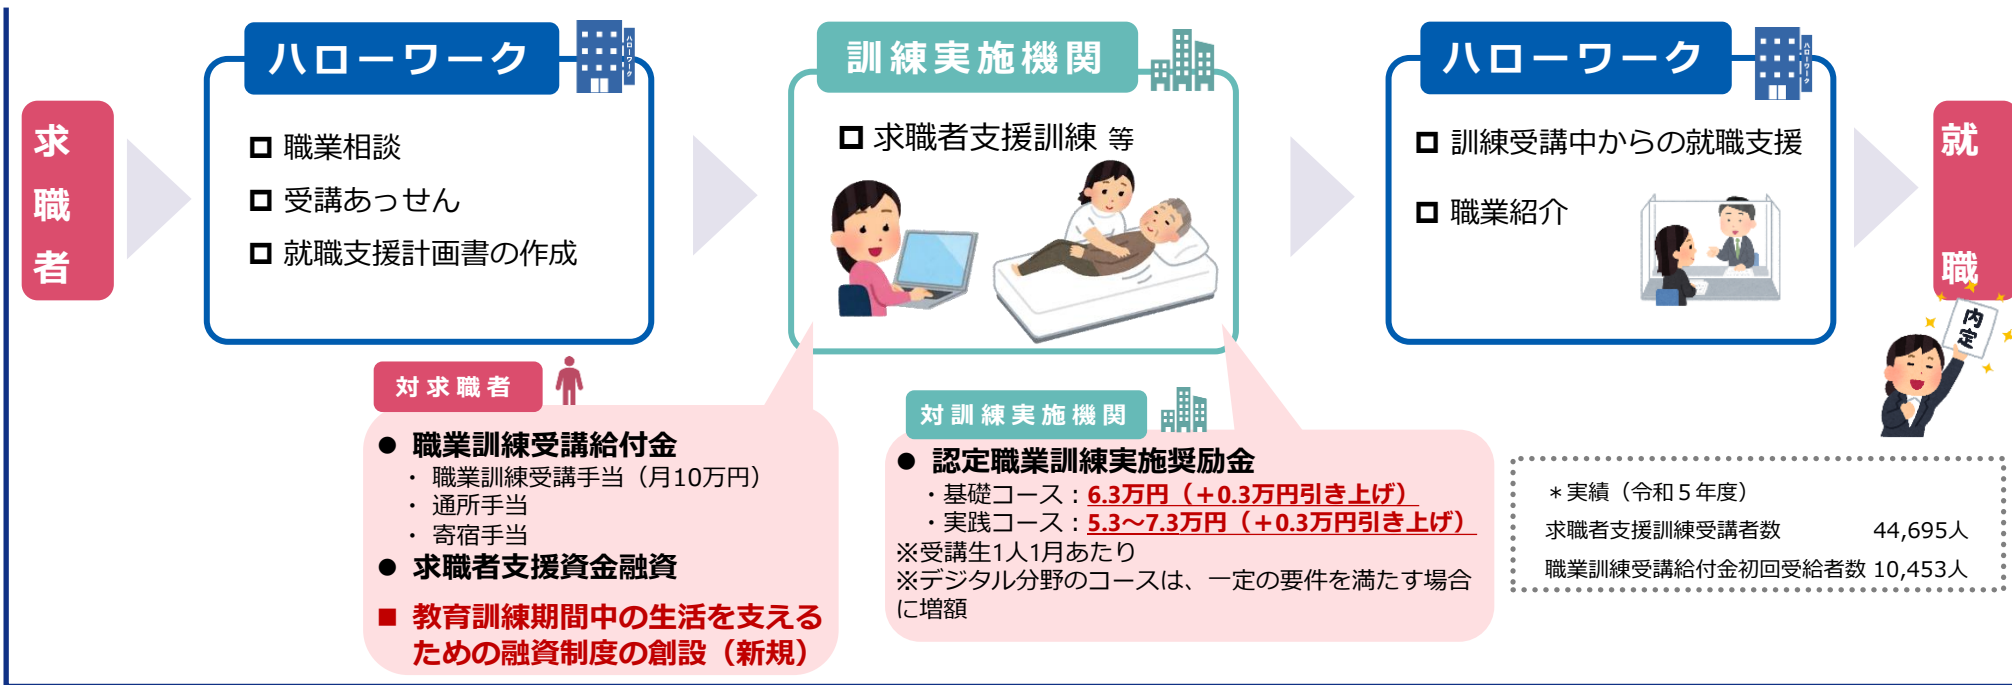 求職者
ハローワーク
ハローワーク
職業相談
受講あっせん
就職支援計画書の作成
訓練実施機関
求職者支援訓練 等
ハローワーク
ハローワーク
訓練受講中からの就職支援
職業紹介
就職
内定
対求職者
● 職業訓練受講給付金
・ 職業訓練受講手当（月10万円）
・ 通所手当
・ 寄宿手当
● 求職者支援資金融資
■ 教育訓練期間中の生活を支える
ための融資制度の創設（新規）
対訓練実施機関
● 認定職業訓練実施奨励金
・基礎コース：6.3万円（＋0.3万円引き上げ）
・実践コース：5.3～7.3万円（＋0.3万円引き上げ）
※受講生1人1月あたり
※デジタル分野のコースは、一定の要件を満たす場合
に増額
＊実績（令和５年度）
求職者支援訓練受講者数 44,695人
職業訓練受講給付金初回受給者数 10,453人